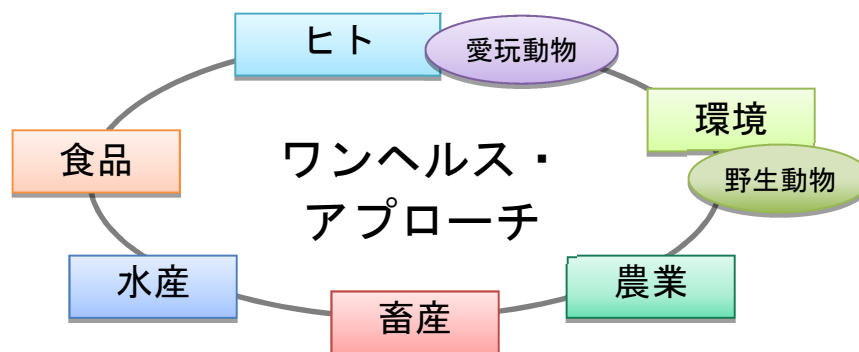 ヒト
愛玩動物
環境
野生動物
食品
ワンヘルス・
アプローチ
水産
農業
畜産